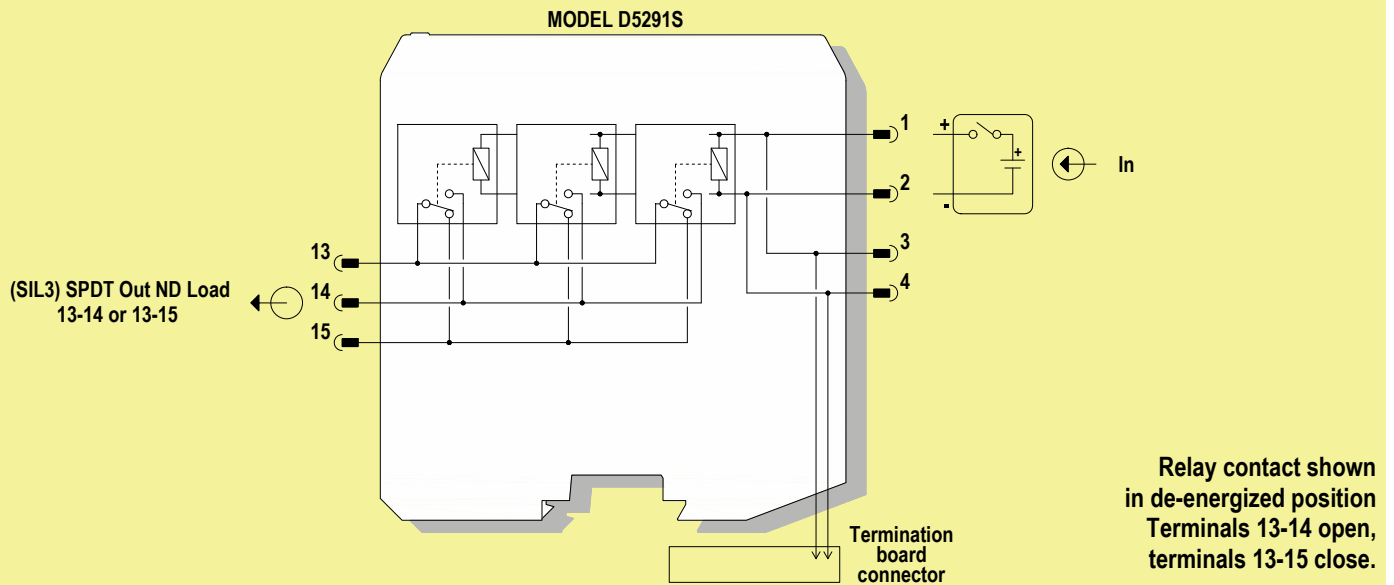 MODEL D5291S
1
+
+
In
2
-
3
4
13
14
15
(SIL3) SPDT Out ND Load
13-14 or 13-15
Relay contact shown
in de-energized position
Terminals 13-14 open,
terminals 13-15 close.
Termination
board
connector